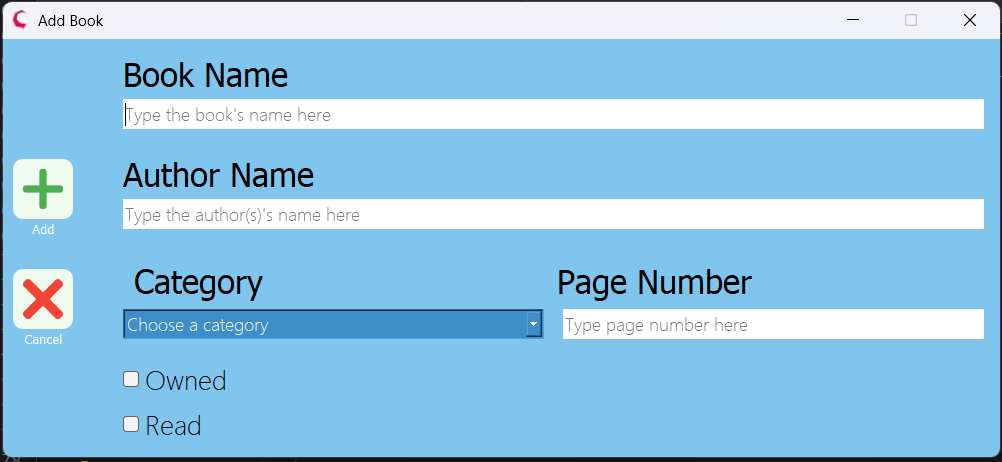 Add Book
Book Name
Type the book's name here
Author Name
Add
Type the author(s)'s name here
Category Page Number
Choose a category Type page number here
Cancel
Owned
Read